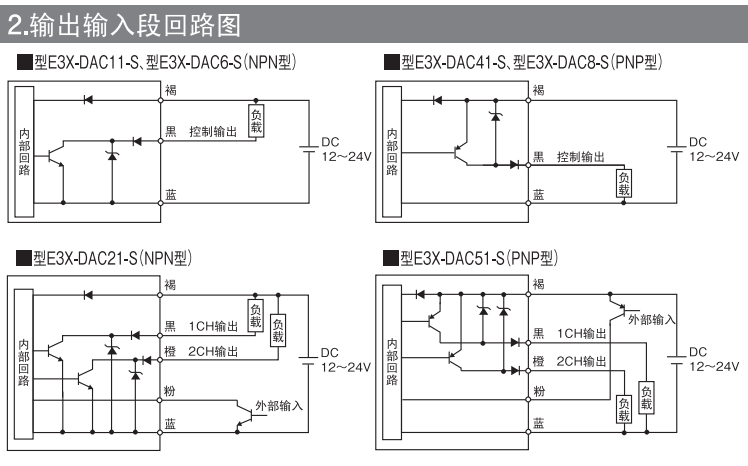 2.输出输入段回路图
■型E3X-DAC11-S、型E3X-DAC6-S(NPN型)
褐
负载
内部回路
黑 控制输出
DC
12～24V
蓝
■型E3X-DAC41-S、型E3X-DAC8-S(PNP型)
褐
内部回路
黑 控制输出
DC
12～24V
负载
蓝
■型E3X-DAC21-S(NPN型)
褐
负载
负载
黑 1CH输出
内部回路
橙 2CH输出
DC
12～24V
粉
外部输入
蓝
■型E3X-DAC51-S(PNP型)
褐
外部输入
黑 1CH输出
内部回路
橙 2CH输出
DC
12～24V
粉
负载
负载
蓝